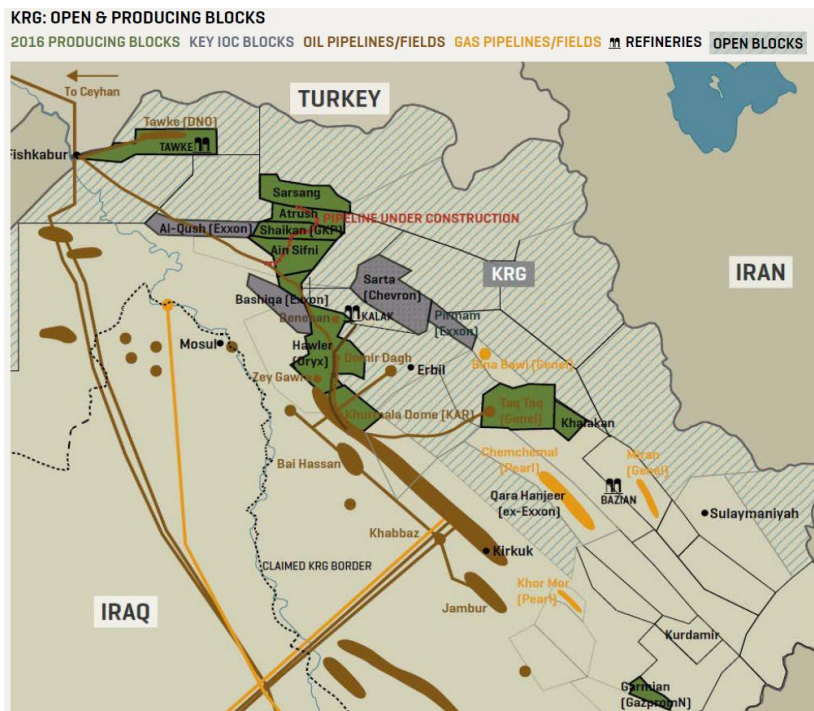 KRG: OPEN & PRODUCING BLOCKS
2016 PRODUCING BLOCKS KEY IOC BLOCKS OIL PIPELINES/FIELDS GAS PIPELINES/FIELDS REFINERIES OPEN BLOCKS
To Ceyhan
TURKEY
Tawke (DNO)
TAWKE
Fishkabur
Sarsang
Atrush
PIPELINE UNDER CONSTRUCTION
Al-Qush (Exxon)
Shaikan (GKP)
Ain Sifni
KRG
IRAN
Sarta
(Chevron)
Bashiqa (Exxon)
Benenan
KALAK
Pirmam
(Exxon)
Mosul
Hawler
(Oryx)
Demir Dagh
Erbil
Bina Bawi (Genel)
Zey Gawra
Khurmala Dome (KAR)
Taq Taq
(Genel)
Khalakan
Chemchemal
(Pearl)
Miran
(Genel)
Bai Hassan
Qara Hanjeer
(ex-Exxon)
BAZIAN
Sulaymaniyah
Khabbaz
Kirkuk
CLAIMED KRG BORDER
Khor Mor
(Pearl)
Jambur
IRAQ
Kurdamir
Garmian
(GazpromN)